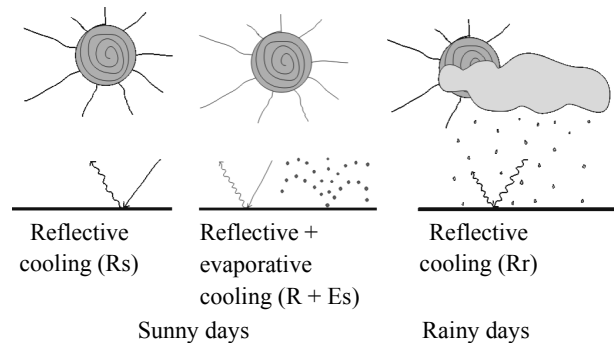 Reflective
cooling (Rs)
Reflective +
evaporative
cooling (R + Es)
Reflective
cooling (Rr)
Sunny days
Rainy days